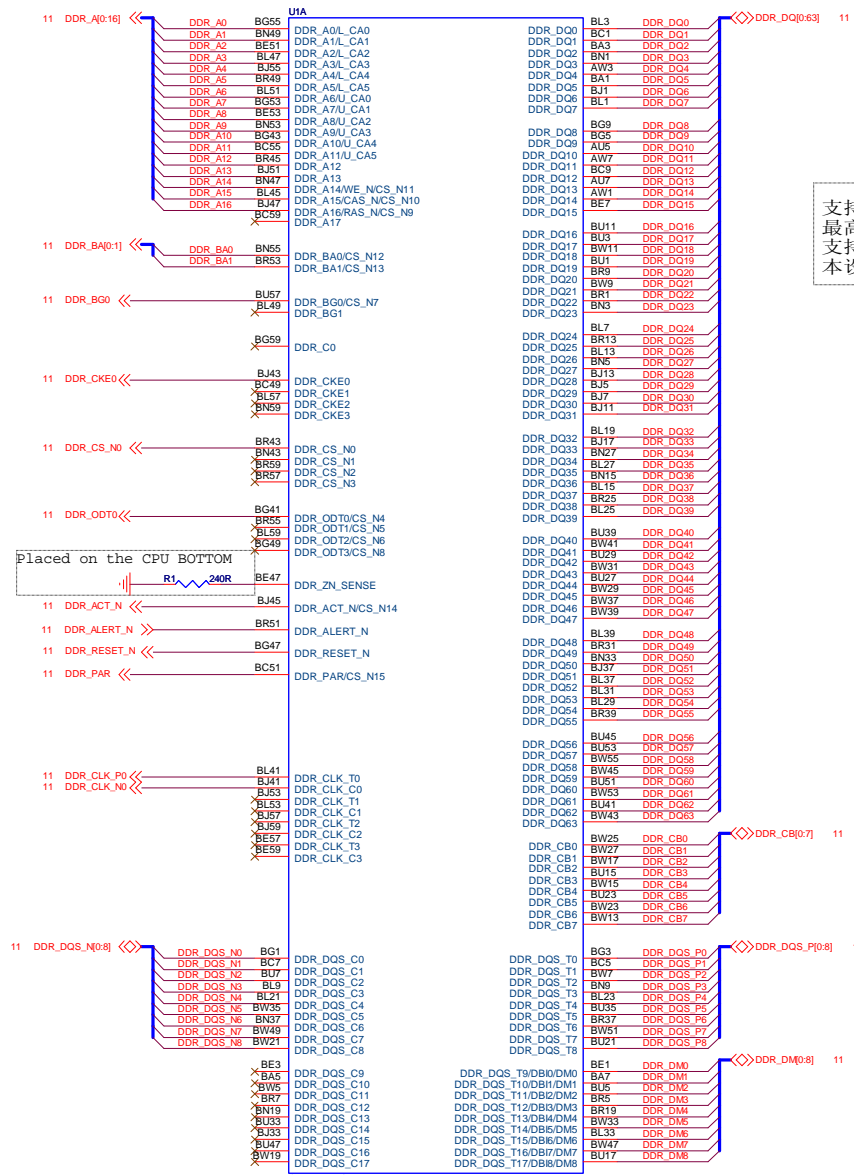 U1A
11 DDR_A[0:16]
DDR_A0 BG55 DDR_A0/L_CA0
DDR_A1 BN49 DDR_A1/L_CA1
DDR_A2 BE51 DDR_A2/L_CA2
DDR_A3 BL47 DDR_A3/L_CA3
DDR_A4 BJ55 DDR_A4/L_CA4
DDR_A5 BR49 DDR_A5/L_CA5
DDR_A6 BL51 DDR_A6/U_CA0
DDR_A7 BG53 DDR_A7/U_CA1
DDR_A8 BE53 DDR_A8/U_CA2
DDR_A9 BN53 DDR_A9/U_CA3
DDR_A10 BG43 DDR_A10/U_CA4
DDR_A11 BC55 DDR_A11/U_CA5
DDR_A12 BR45 DDR_A12
DDR_A13 BJ51 DDR_A13
DDR_A14 BN47 DDR_A14/WE_N/CS_N11
DDR_A15 BL45 DDR_A15/CAS_N/CS_N10
DDR_A16 BJ47 DDR_A16/RAS_N/CS_N9
BC59 DDR_A17
11 DDR_BA[0:1]
DDR_BA0 BN55 DDR_BA0/CS_N12
DDR_BA1 BR53 DDR_BA1/CS_N13
11 DDR_BG0 BU57 DDR_BG0/CS_N7
BL49 DDR_BG1
BG59 DDR_C0
11 DDR_CKE0 BJ43 DDR_CKE0
BC49 DDR_CKE1
BL57 DDR_CKE2
BN59 DDR_CKE3
11 DDR_CS_N0 BR43 DDR_CS_N0
BN43 DDR_CS_N1
BR59 DDR_CS_N2
BR57 DDR_CS_N3
11 DDR_ODT0 BG41 DDR_ODT0/CS_N4
BR55 DDR_ODT1/CS_N5
BL59 DDR_ODT2/CS_N6
BG49 DDR_ODT3/CS_N8
Placed on the CPU BOTTOM
R1 240R BE47 DDR_ZN_SENSE
11 DDR_ACT_N BJ45 DDR_ACT_N/CS_N14
11 DDR_ALERT_N BR51 DDR_ALERT_N
11 DDR_RESET_N BG47 DDR_RESET_N
11 DDR_PAR BC51 DDR_PAR/CS_N15
11 DDR_CLK_P0 BL41 DDR_CLK_T0
11 DDR_CLK_N0 BJ41 DDR_CLK_C0
BJ53 DDR_CLK_T1
BL53 DDR_CLK_C1
BJ57 DDR_CLK_T2
BJ59 DDR_CLK_C2
BE57 DDR_CLK_T3
BE59 DDR_CLK_C3
11 DDR_DQS_N[0:8]
DDR_DQS_N0 BG1 DDR_DQS_C0
DDR_DQS_N1 BC7 DDR_DQS_C1
DDR_DQS_N2 BU7 DDR_DQS_C2
DDR_DQS_N3 BL9 DDR_DQS_C3
DDR_DQS_N4 BL21 DDR_DQS_C4
DDR_DQS_N5 BW35 DDR_DQS_C5
DDR_DQS_N6 BN37 DDR_DQS_C6
DDR_DQS_N7 BW49 DDR_DQS_C7
DDR_DQS_N8 BW21 DDR_DQS_C8
BE3 DDR_DQS_C9
BA5 DDR_DQS_C10
BW5 DDR_DQS_C11
BR7 DDR_DQS_C12
BN19 DDR_DQS_C13
BU33 DDR_DQS_C14
BJ33 DDR_DQS_C15
BU47 DDR_DQS_C16
BW19 DDR_DQS_C17
DDR_DQ[0:63] 11
DDR_DQ0 BL3 DDR_DQ0
DDR_DQ1 BC1 DDR_DQ1
DDR_DQ2 BA3 DDR_DQ2
DDR_DQ3 BN1 DDR_DQ3
DDR_DQ4 AW3 DDR_DQ4
DDR_DQ5 BA1 DDR_DQ5
DDR_DQ6 BJ1 DDR_DQ6
DDR_DQ7 BL1 DDR_DQ7
DDR_DQ8 BG9 DDR_DQ8
DDR_DQ9 BG5 DDR_DQ9
DDR_DQ10 AU5 DDR_DQ10
DDR_DQ11 AW7 DDR_DQ11
DDR_DQ12 BC9 DDR_DQ12
DDR_DQ13 AU7 DDR_DQ13
DDR_DQ14 AW1 DDR_DQ14
DDR_DQ15 BE7 DDR_DQ15
DDR_DQ16 BU11 DDR_DQ16
DDR_DQ17 BU3 DDR_DQ17
DDR_DQ18 BW11 DDR_DQ18
DDR_DQ19 BU1 DDR_DQ19
DDR_DQ20 BR9 DDR_DQ20
DDR_DQ21 BW9 DDR_DQ21
DDR_DQ22 BR1 DDR_DQ22
DDR_DQ23 BN3 DDR_DQ23
DDR_DQ24 BL7 DDR_DQ24
DDR_DQ25 BR13 DDR_DQ25
DDR_DQ26 BL13 DDR_DQ26
DDR_DQ27 BN5 DDR_DQ27
DDR_DQ28 BJ13 DDR_DQ28
DDR_DQ29 BJ5 DDR_DQ29
DDR_DQ30 BJ7 DDR_DQ30
DDR_DQ31 BJ11 DDR_DQ31
DDR_DQ32 BL19 DDR_DQ32
DDR_DQ33 BJ17 DDR_DQ33
DDR_DQ34 BN27 DDR_DQ34
DDR_DQ35 BL27 DDR_DQ35
DDR_DQ36 BN15 DDR_DQ36
DDR_DQ37 BL15 DDR_DQ37
DDR_DQ38 BR25 DDR_DQ38
DDR_DQ39 BL25 DDR_DQ39
DDR_DQ40 BU39 DDR_DQ40
DDR_DQ41 BW41 DDR_DQ41
DDR_DQ42 BU29 DDR_DQ42
DDR_DQ43 BW31 DDR_DQ43
DDR_DQ44 BU27 DDR_DQ44
DDR_DQ45 BW29 DDR_DQ45
DDR_DQ46 BW37 DDR_DQ46
DDR_DQ47 BW39 DDR_DQ47
DDR_DQ48 BL39 DDR_DQ48
DDR_DQ49 BR31 DDR_DQ49
DDR_DQ50 BN33 DDR_DQ50
DDR_DQ51 BJ37 DDR_DQ51
DDR_DQ52 BL37 DDR_DQ52
DDR_DQ53 BL31 DDR_DQ53
DDR_DQ54 BL29 DDR_DQ54
DDR_DQ55 BR39 DDR_DQ55
DDR_DQ56 BU45 DDR_DQ56
DDR_DQ57 BU53 DDR_DQ57
DDR_DQ58 BW55 DDR_DQ58
DDR_DQ59 BW45 DDR_DQ59
DDR_DQ60 BU51 DDR_DQ60
DDR_DQ61 BW53 DDR_DQ61
DDR_DQ62 BU41 DDR_DQ62
DDR_DQ63 BW43 DDR_DQ63
DDR_CB[0:7] 11
DDR_CB0 BW25 DDR_CB0
DDR_CB1 BW27 DDR_CB1
DDR_CB2 BW17 DDR_CB2
DDR_CB3 BU15 DDR_CB3
DDR_CB4 BW15 DDR_CB4
DDR_CB5 BU23 DDR_CB5
DDR_CB6 BW23 DDR_CB6
DDR_CB7 BW13 DDR_CB7
DDR_DQS_P[0:8]
DDR_DQS_T0 BG3 DDR_DQS_P0
DDR_DQS_T1 BC5 DDR_DQS_P1
DDR_DQS_T2 BW7 DDR_DQS_P2
DDR_DQS_T3 BN9 DDR_DQS_P3
DDR_DQS_T4 BL23 DDR_DQS_P4
DDR_DQS_T5 BU35 DDR_DQS_P5
DDR_DQS_T6 BR37 DDR_DQS_P6
DDR_DQS_T7 BW51 DDR_DQS_P7
DDR_DQS_T8 BU21 DDR_DQS_P8
DDR_DM[0:8] 11
DDR_DQS_T9/DBI0/DM0 BE1 DDR_DM0
DDR_DQS_T10/DBI1/DM1 BA7 DDR_DM1
DDR_DQS_T11/DBI2/DM2 BU5 DDR_DM2
DDR_DQS_T12/DBI3/DM3 BR5 DDR_DM3
DDR_DQS_T13/DBI4/DM4 BR19 DDR_DM4
DDR_DQS_T14/DBI5/DM5 BW33 DDR_DM5
DDR_DQS_T15/DBI6/DM6 BL33 DDR_DM6
DDR_DQS_T16/DBI7/DM7 BW47 DDR_DM7
DDR_DQS_T17/DBI8/DM8 BU17 DDR_DM8
支持
最高
支持
本设